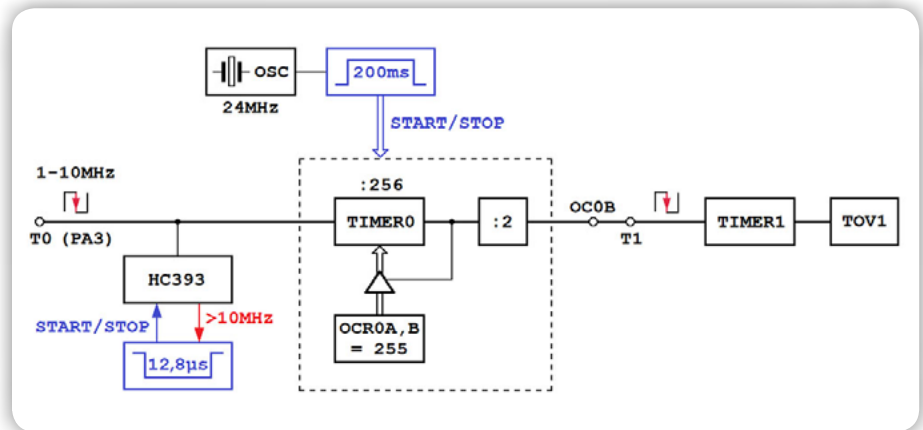 OSC
24MHz
200ms
START/STOP
1-10MHz
T0 (PA3)
:256
TIMER0
:2
OC0B
T1
TIMER1
TOV1
HC393
START/STOP
>10MHz
12,8µs
OCR0A,B
= 255